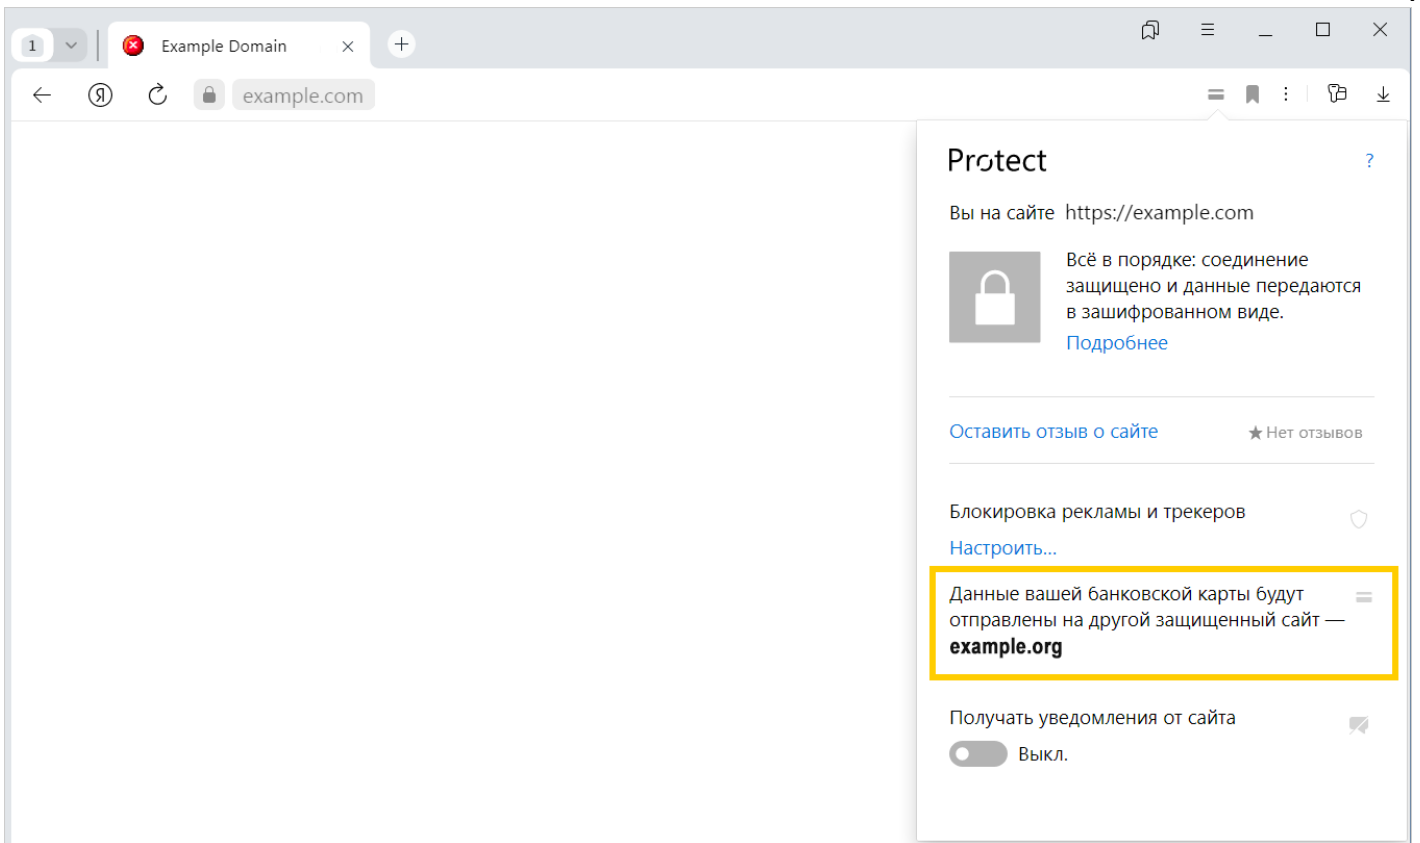 1
Example Domain
example.com
Protect
?
Вы на сайте https://example.com
Всё в порядке: соединение
защищено и данные передаются
в зашифрованном виде.
Подробнее
Оставить отзыв о сайте
Нет отзывов
Блокировка рекламы и трекеров
Настроить...
Данные вашей банковской карты будут
отправлены на другой защищенный сайт —
example.org
Получать уведомления от сайта
Выкл.